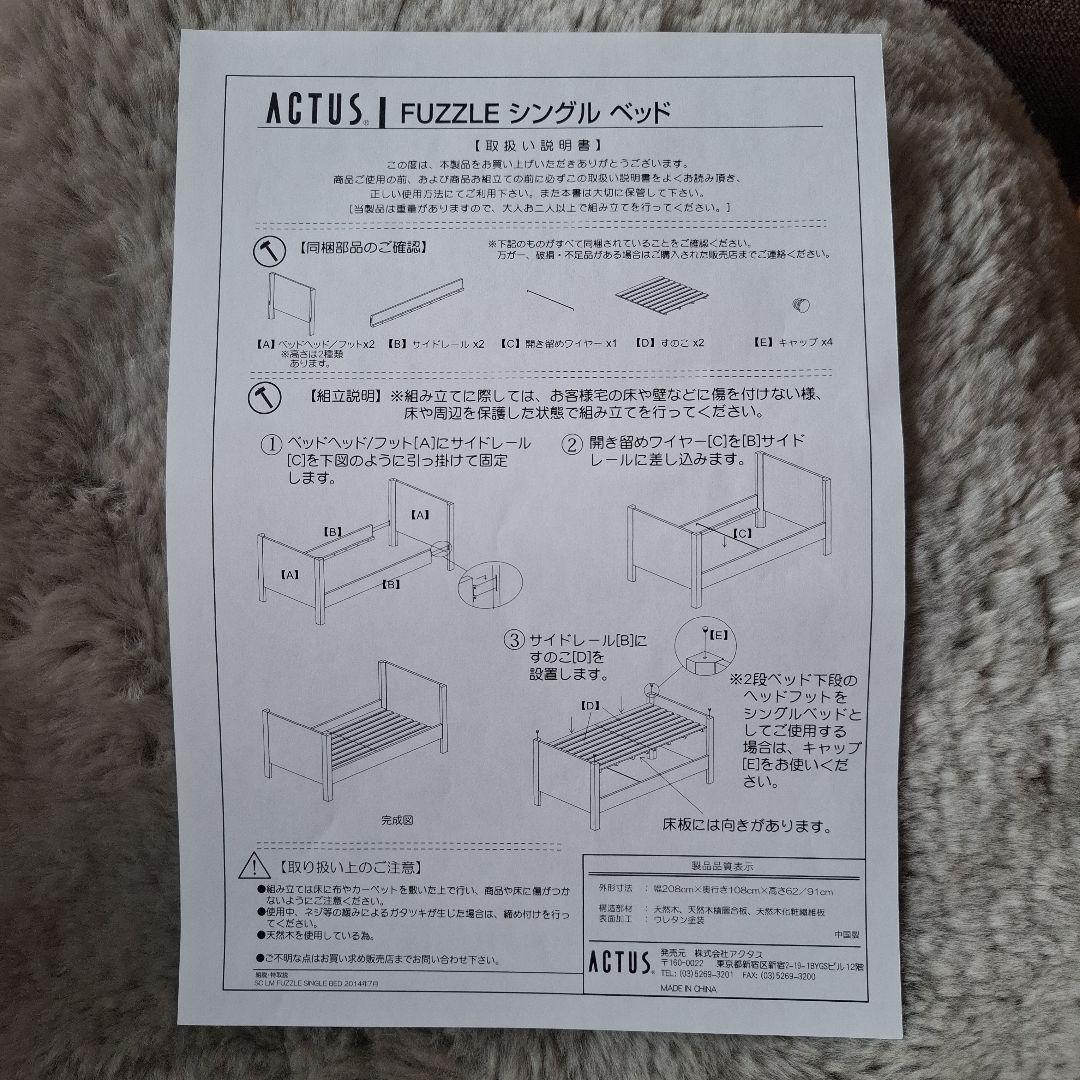 ACTUS® | FUZZLE シングル ベッド
【取扱い説明書】
この度は、本製品をお買い上げいただきありがとうございます。
商品ご使用の前、および商品お組立ての前に必ずこの取扱い説明書をよくお読み頂き、
正しい使用方法にてご利用下さい。また本書は大切に保管して下さい。
[当製品は重量がありますので、大人お二人以上で組み立てを行ってください。]
【同梱部品のご確認】
※下記のものがすべて同梱されていることをご確認ください。
万が一、破損・不足品がある場合はご購入された販売店までご連絡ください。
【A】ベッドヘッド/フットx2 【B】サイドレール x2 【C】開き留めワイヤー x1 【D】すのこ x2 【E】キャップ x4
※高さは2種類
あります。
【組立説明】※組み立てに際しては、お客様宅の床や壁などに傷を付けない様、
床や周辺を保護した状態で組み立てを行ってください。
① ベッドヘッド/フット[A]にサイドレール
[C]を下図のように引っ掛けて固定
します。
② 開き留めワイヤー[C]を[B]サイド
レールに差し込みます。
【A】
【B】
【A】
【B】
【C】
③ サイドレール[B]に
すのこ[D]を
設置します。
【E】
【D】
※2段ベッド下段の
ヘッドフットを
シングルベッドと
してご使用する
場合は、キャップ
[E]をお使いくだ
さい。
完成図
床板には向きがあります。
【取り扱い上のご注意】
●組み立ては床に布やカーペットを敷いた上で行い、商品や床に傷がつか
ないようにご注意ください。
●使用中、ネジ等の緩みによるガタツキが生じた場合は、締め付けを行っ
てください。
●天然木を使用している為。
●ご不明な点はお買い求め販売店までお問い合わせ下さい。
SC LM FUZZLE SINGLE BED 2014年7月
製品品質表示
外形寸法 : 幅208cm×奥行き108cm×高さ62/91cm
構造部材 : 天然木、天然木積層合板、天然木化粧繊維板
表面加工 : ウレタン塗装
中国製
ACTUS®
発売元 株式会社アクタス
〒160-0022 東京都新宿区新宿2-19-1BYGSビル 12階
TEL: (03)5269-3201 FAX: (03)5269-3200
MADE IN CHINA